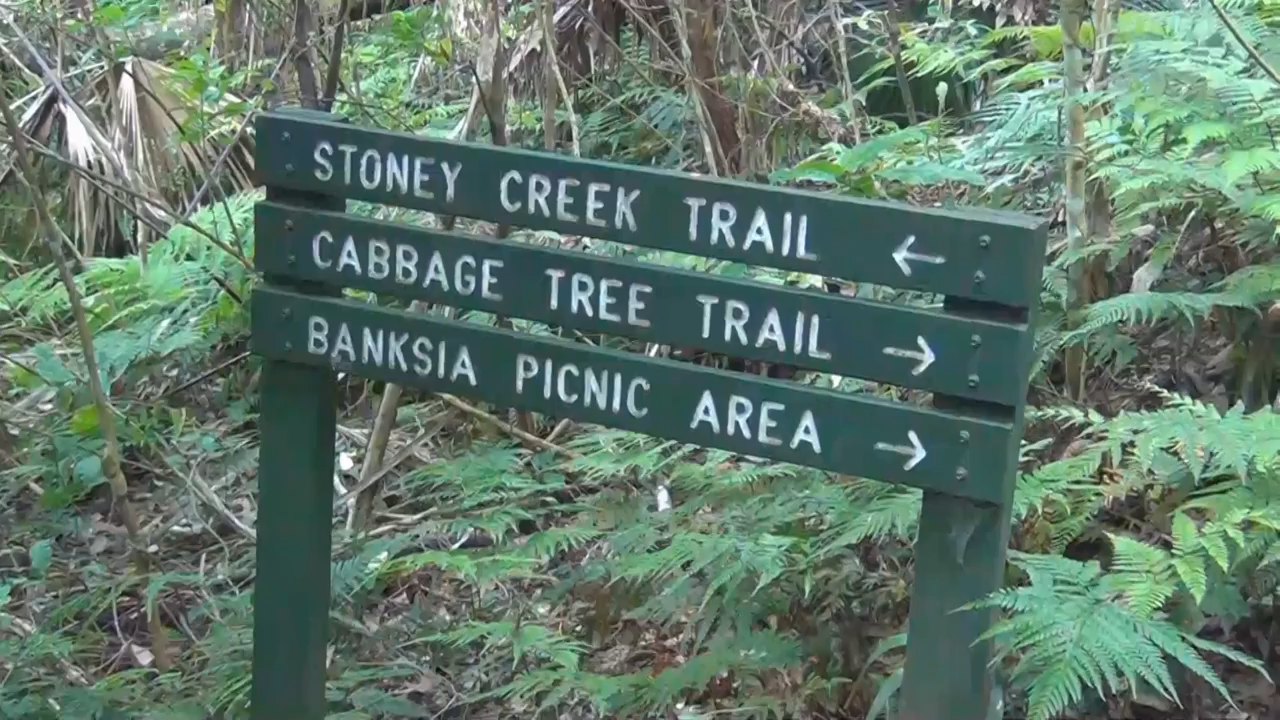 STONEY CREEK TRAIL ←
CABBAGE TREE TRAIL →
BANKSIA PICNIC AREA →